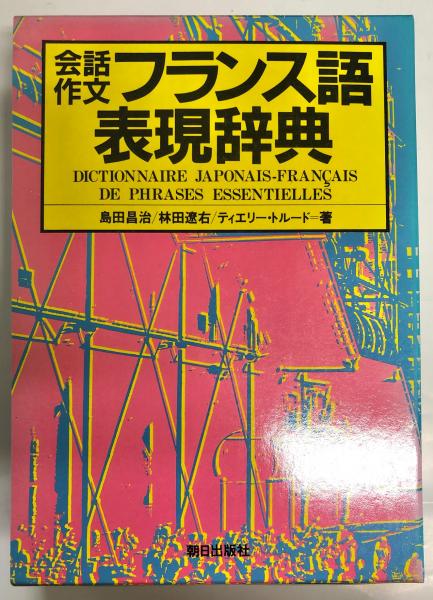 会話作文 フランス語
表現辞典
DICTIONNAIRE JAPONAIS-FRANÇAIS
DE PHRASES ESSENTIELLES
島田昌治/林田遼右/ティエリー・トルード=著
朝日出版社